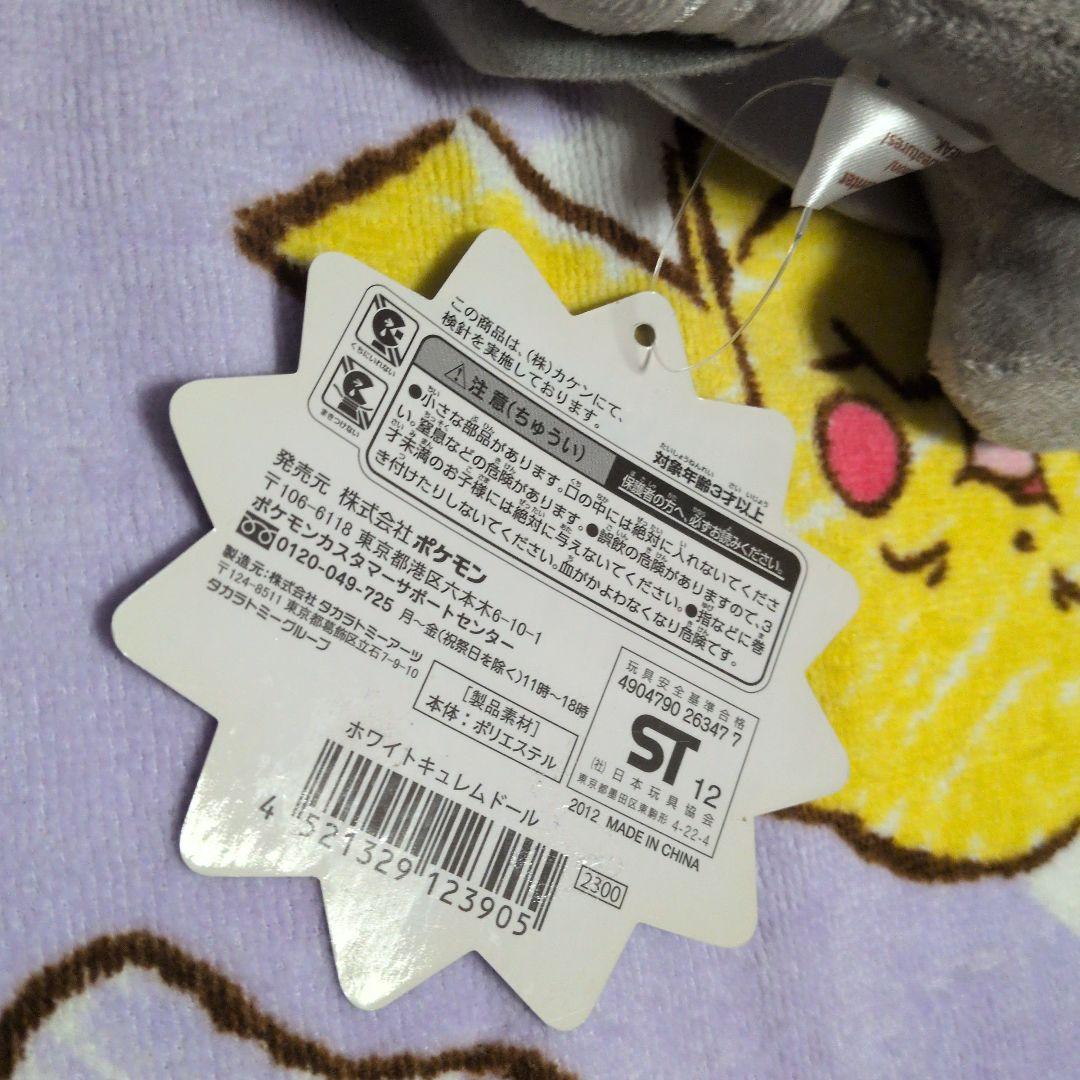 この商品は、(株)カケンにて、
検針を実施しております。
くちにいれない
まきつけない
対象年齢3才以上
たいしょうねんれい さい いじょう
⚠注意(ちゅうい)
保護者の方へ、必ずお読みください。
●小さな部品があります。口の中には絶対に入れないでくださ
い。窒息などの危険があります。●誤飲の危険がありますので、3
才未満のお子様には絶対に与えないでください。●指などに巻
き付けたりしないでください。血がかよわなくなり危険です。
発売元 株式会社ポケモン
〒106-6118 東京都港区六本木6-10-1
ポケモンカスタマーサポートセンター
0120-049-725 月~金(祝祭日を除く)11時~18時
製造元:株式会社 タカラトミーアーツ
〒124-8511 東京都葛飾区立石7-9-10
タカラトミーグループ
[製品素材]
本体:ポリエステル
玩具安全基準合格
4904790 26347 7
ST 12
(社)日本玩具協会
東京都墨田区東駒形 4-22-4
2012 MADE IN CHINA
ホワイトキュレムドール
4 521329 123905
2300